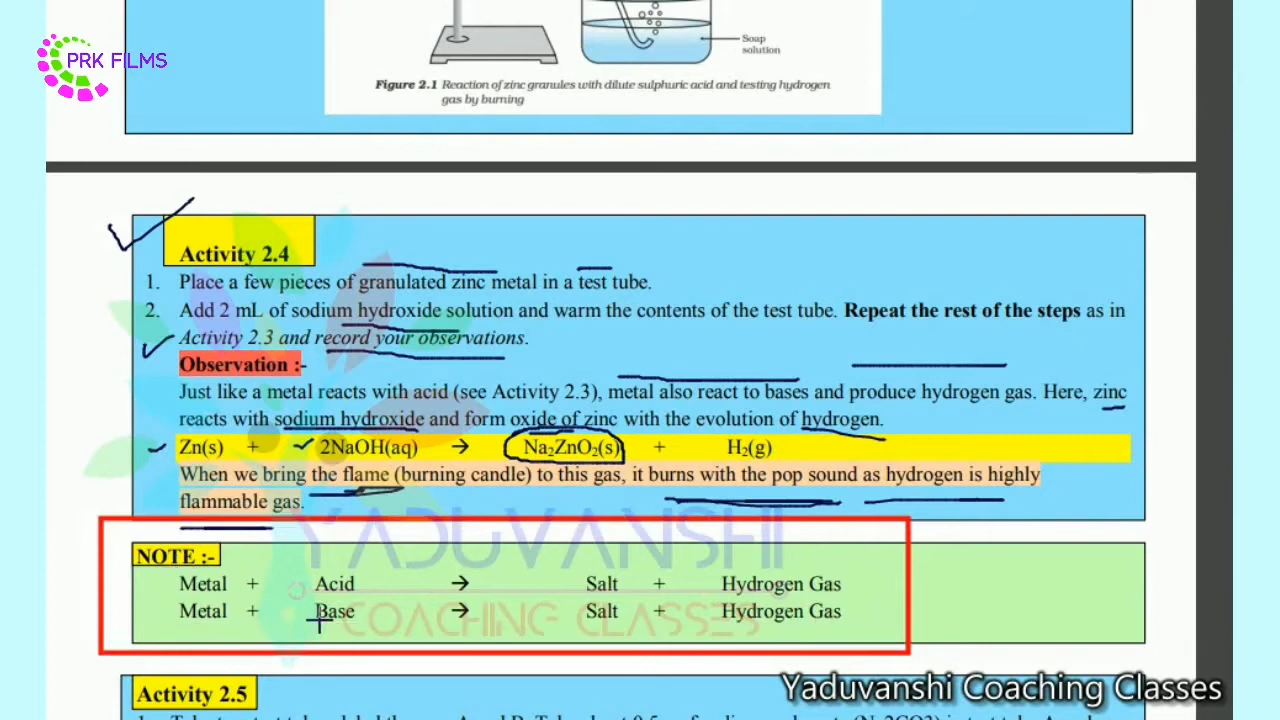 PRK FILMS
Soap
solution
Figure 2.1 Reaction of zinc granules with dilute sulphuric acid and testing hydrogen
gas by burning
Activity 2.4
1. Place a few pieces of granulated zinc metal in a test tube.
2. Add 2 mL of sodium hydroxide solution and warm the contents of the test tube. Repeat the rest of the steps as in
Activity 2.3 and record your observations.
Observation :-
Just like a metal reacts with acid (see Activity 2.3), metal also react to bases and produce hydrogen gas. Here, zinc
reacts with sodium hydroxide and form oxide of zinc with the evolution of hydrogen.
Zn(s) + 2NaOH(aq) → Na₂ZnO₂(s) + H₂(g)
When we bring the flame (burning candle) to this gas, it burns with the pop sound as hydrogen is highly
flammable gas.
YADUVANSHI
NOTE :-
Metal + Acid → Salt + Hydrogen Gas
Metal + Base → Salt + Hydrogen Gas
COACHING CLASSES
Yaduvanshi Coaching Classes
Activity 2.5